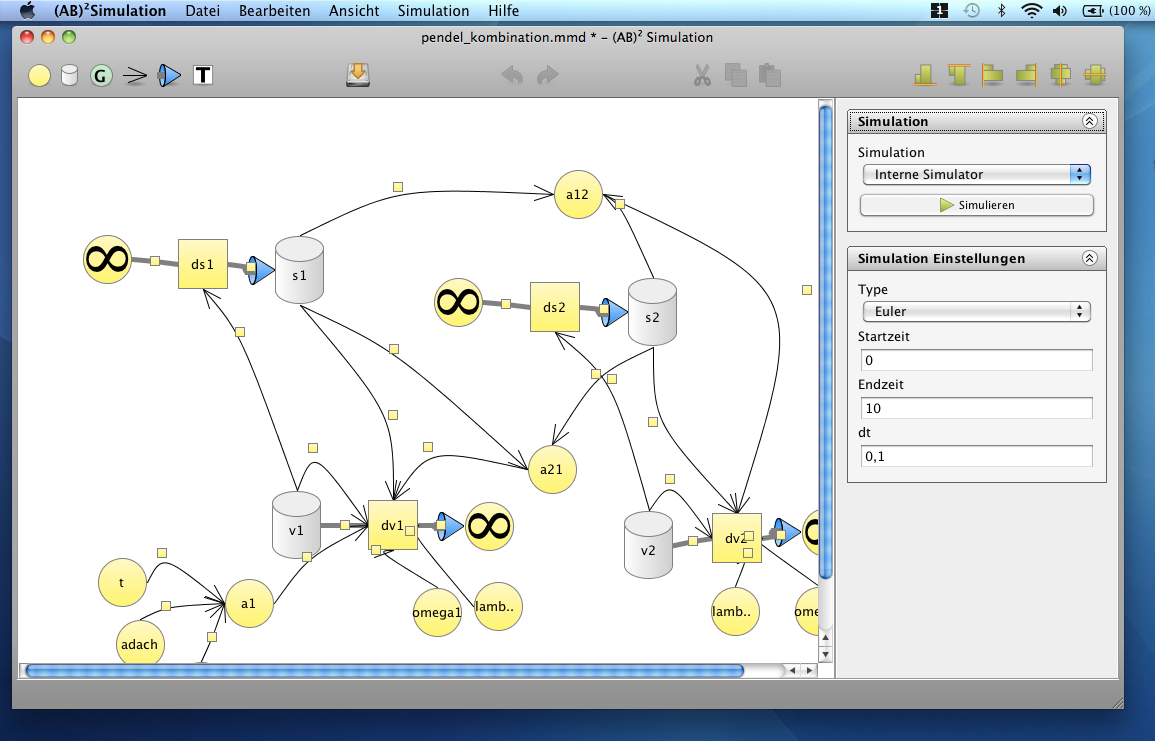 (AB)²Simulation Datei Bearbeiten Ansicht Simulation Hilfe (100 %)
pendel_kombination.mmd * – (AB)² Simulation
G T
Simulation
Simulation
Interne Simulator
Simulieren
Simulation Einstellungen
Type
Euler
Startzeit
0
Endzeit
10
dt
0,1
a12
∞ ds1 s1
∞ ds2 s2
a21
v1 dv1 ∞
v2 dv2
t
a1
omega1 lamb..
lamb..
adach